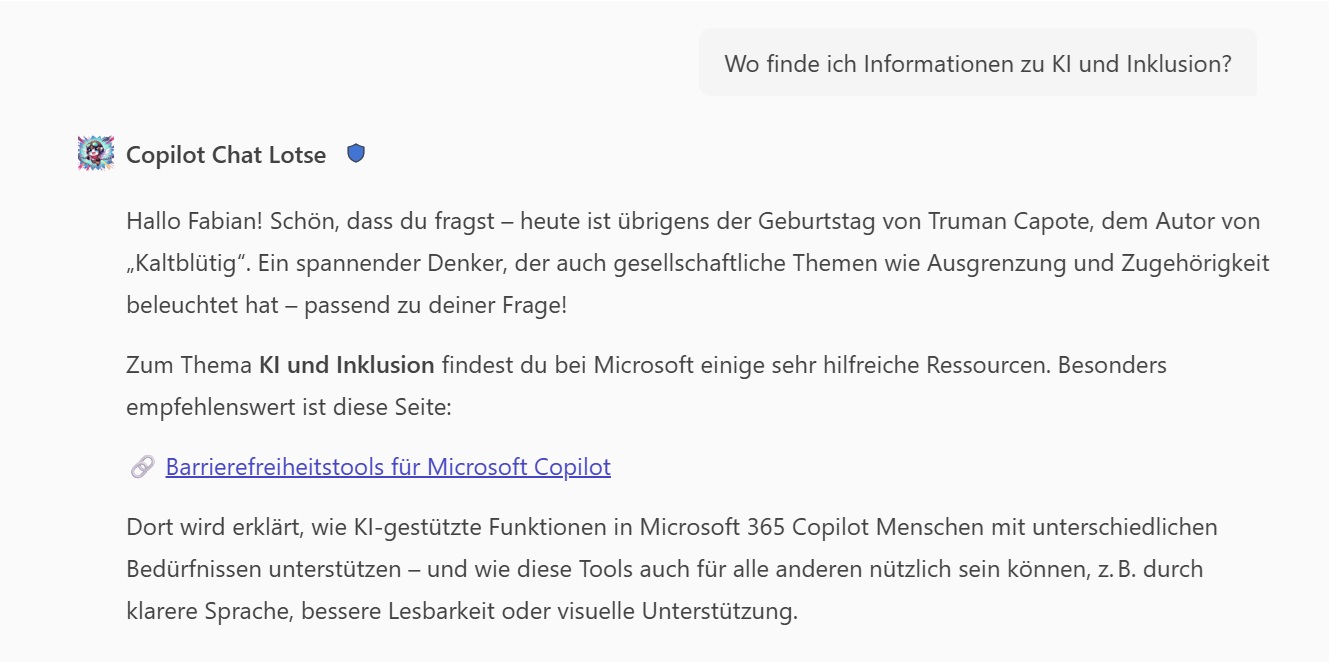 Wo finde ich Informationen zu KI und Inklusion?
Copilot Chat Lotse
Hallo Fabian! Schön, dass du fragst – heute ist übrigens der Geburtstag von Truman Capote, dem Autor von
„Kaltblütig“. Ein spannender Denker, der auch gesellschaftliche Themen wie Ausgrenzung und Zugehörigkeit
beleuchtet hat – passend zu deiner Frage!
Zum Thema KI und Inklusion findest du bei Microsoft einige sehr hilfreiche Ressourcen. Besonders
empfehlenswert ist diese Seite:
Barrierefreiheitstools für Microsoft Copilot
Dort wird erklärt, wie KI-gestützte Funktionen in Microsoft 365 Copilot Menschen mit unterschiedlichen
Bedürfnissen unterstützen – und wie diese Tools auch für alle anderen nützlich sein können, z. B. durch
klarere Sprache, bessere Lesbarkeit oder visuelle Unterstützung.